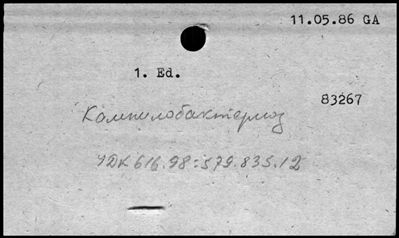 11.05.86 GA
1. Ed.
83267
Кампилобактериоз
УДК 616.98:579.835.12